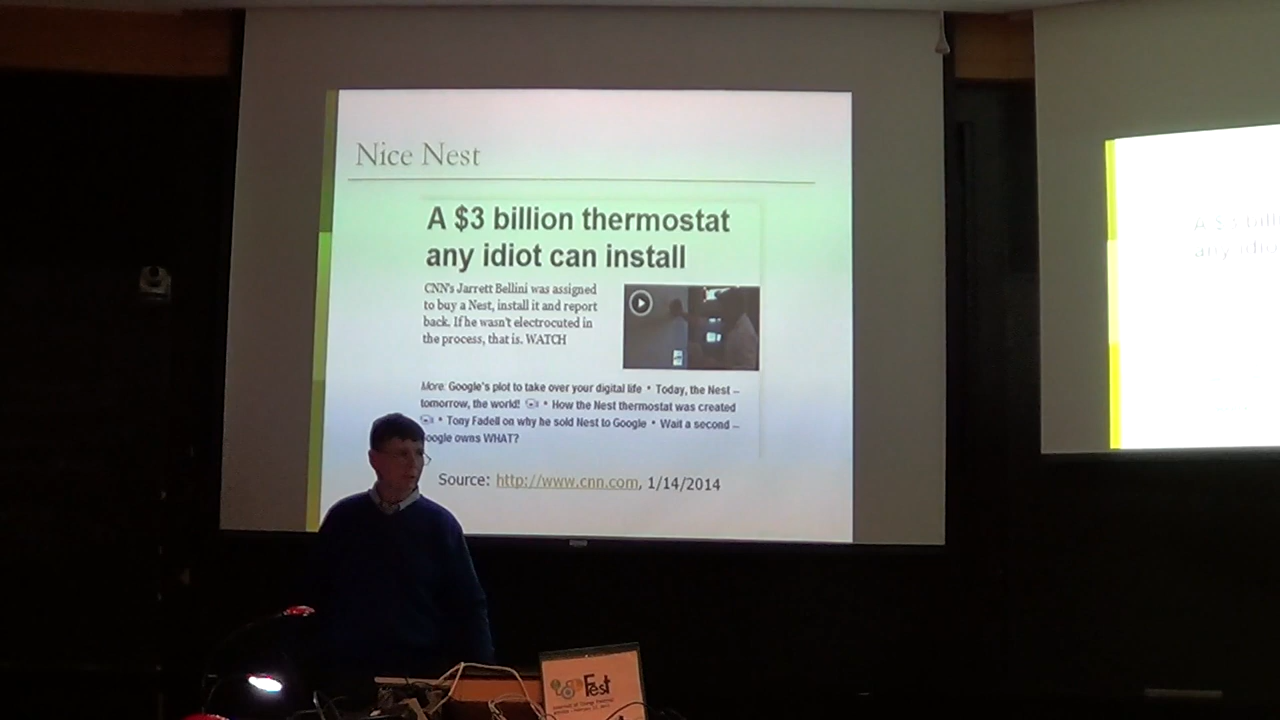 Nice Nest
A $3 billion thermostat
any idiot can install
CNN's Jarrett Bellini was assigned
to buy a Nest, install it and report
back. If he wasn't electrocuted in
the process, that is. WATCH
More: Google's plot to take over your digital life • Today, the Nest –
tomorrow, the world! • How the Nest thermostat was created
• Tony Fadell on why he sold Nest to Google • Wait a second –
oogle owns WHAT?
Source: http://www.cnn.com, 1/14/2014
A $3 bill
any idio
Fest